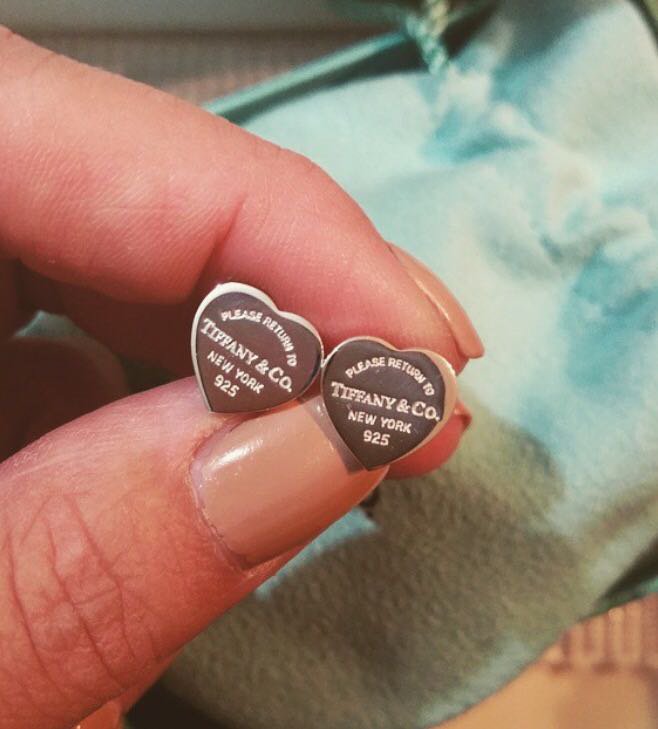 PLEASE RETURN TO
TIFFANY & CO.
NEW YORK
925
PLEASE RETURN TO
TIFFANY & CO.
NEW YORK
925